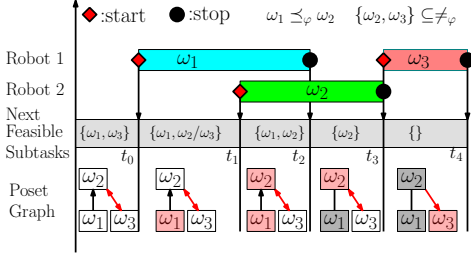 :start :stop ω₁ ⪯φ ω₂ {ω₂, ω₃} ⊆≠φ
Robot 1 ω₁ ω₃
Robot 2 ω₂
Next
Feasible {ω₁, ω₃} {ω₁, ω₂/ω₃} {ω₁, ω₂} {ω₂} {}
Subtasks t₀ t₁ t₂ t₃ t₄
Poset ω₂ ω₂ ω₂ ω₂ ω₂
Graph ω₁ ω₃ ω₁ ω₃ ω₁ ω₃ ω₁ ω₃ ω₁ ω₃